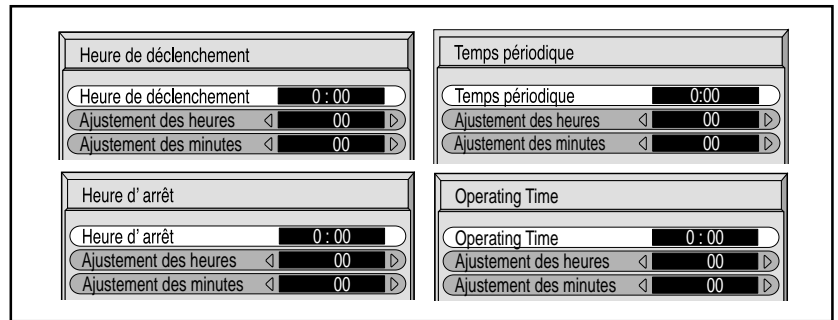 Heure de déclenchement
Heure de déclenchement 0 : 00
Ajustement des heures 00
Ajustement des minutes 00
Temps périodique
Temps périodique 0:00
Ajustement des heures 00
Ajustement des minutes 00
Heure d' arrêt
Heure d' arrêt 0 : 00
Ajustement des heures 00
Ajustement des minutes 00
Operating Time
Operating Time 0 : 00
Ajustement des heures 00
Ajustement des minutes 00